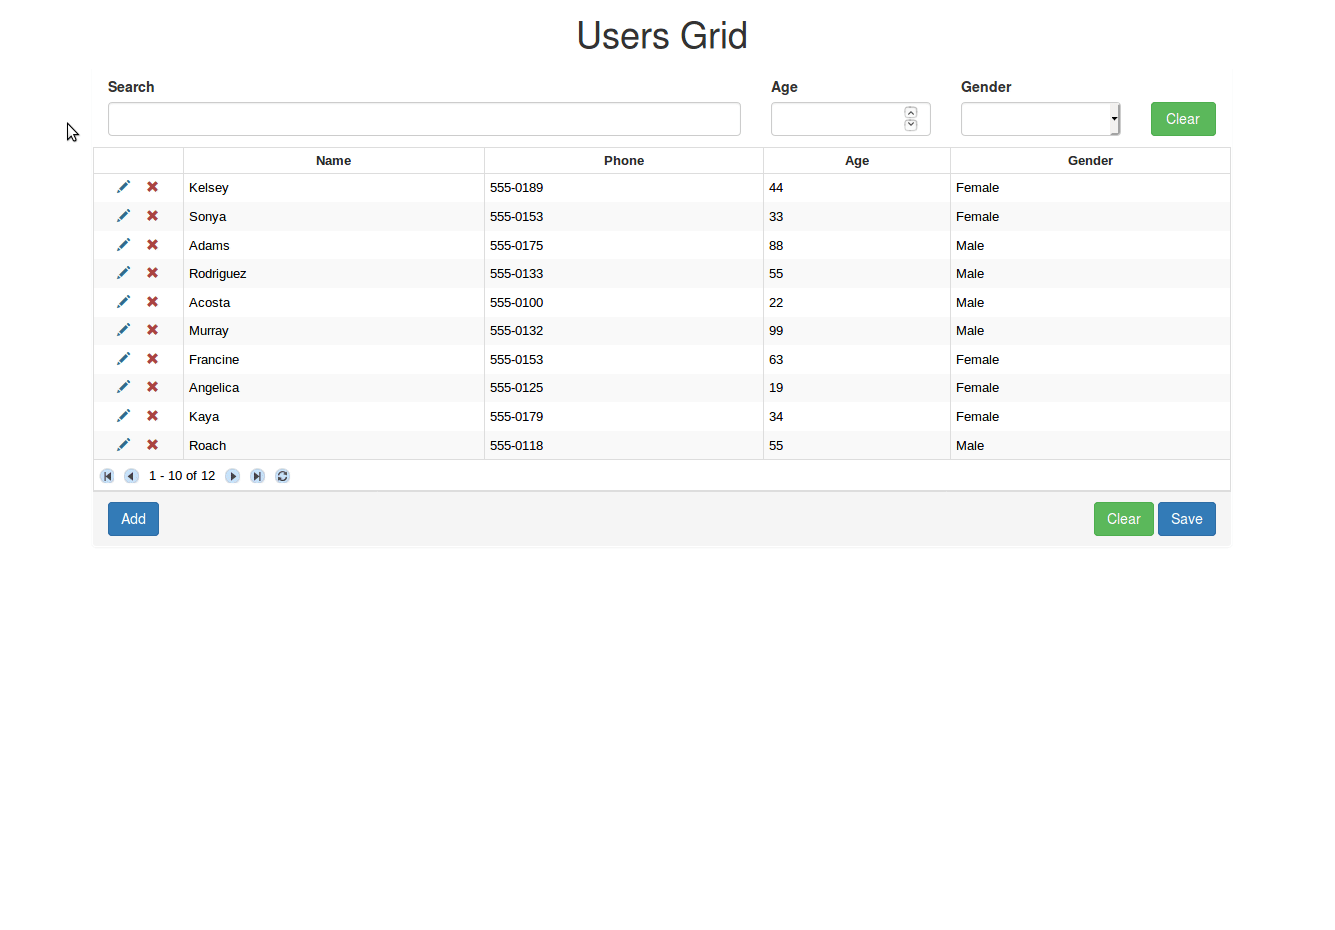 Users Grid
Search Age Gender
Clear
Name Phone Age Gender
Kelsey 555-0189 44 Female
Sonya 555-0153 33 Female
Adams 555-0175 88 Male
Rodriguez 555-0133 55 Male
Acosta 555-0100 22 Male
Murray 555-0132 99 Male
Francine 555-0153 63 Female
Angelica 555-0125 19 Female
Kaya 555-0179 34 Female
Roach 555-0118 55 Male
1 - 10 of 12
Add Clear Save